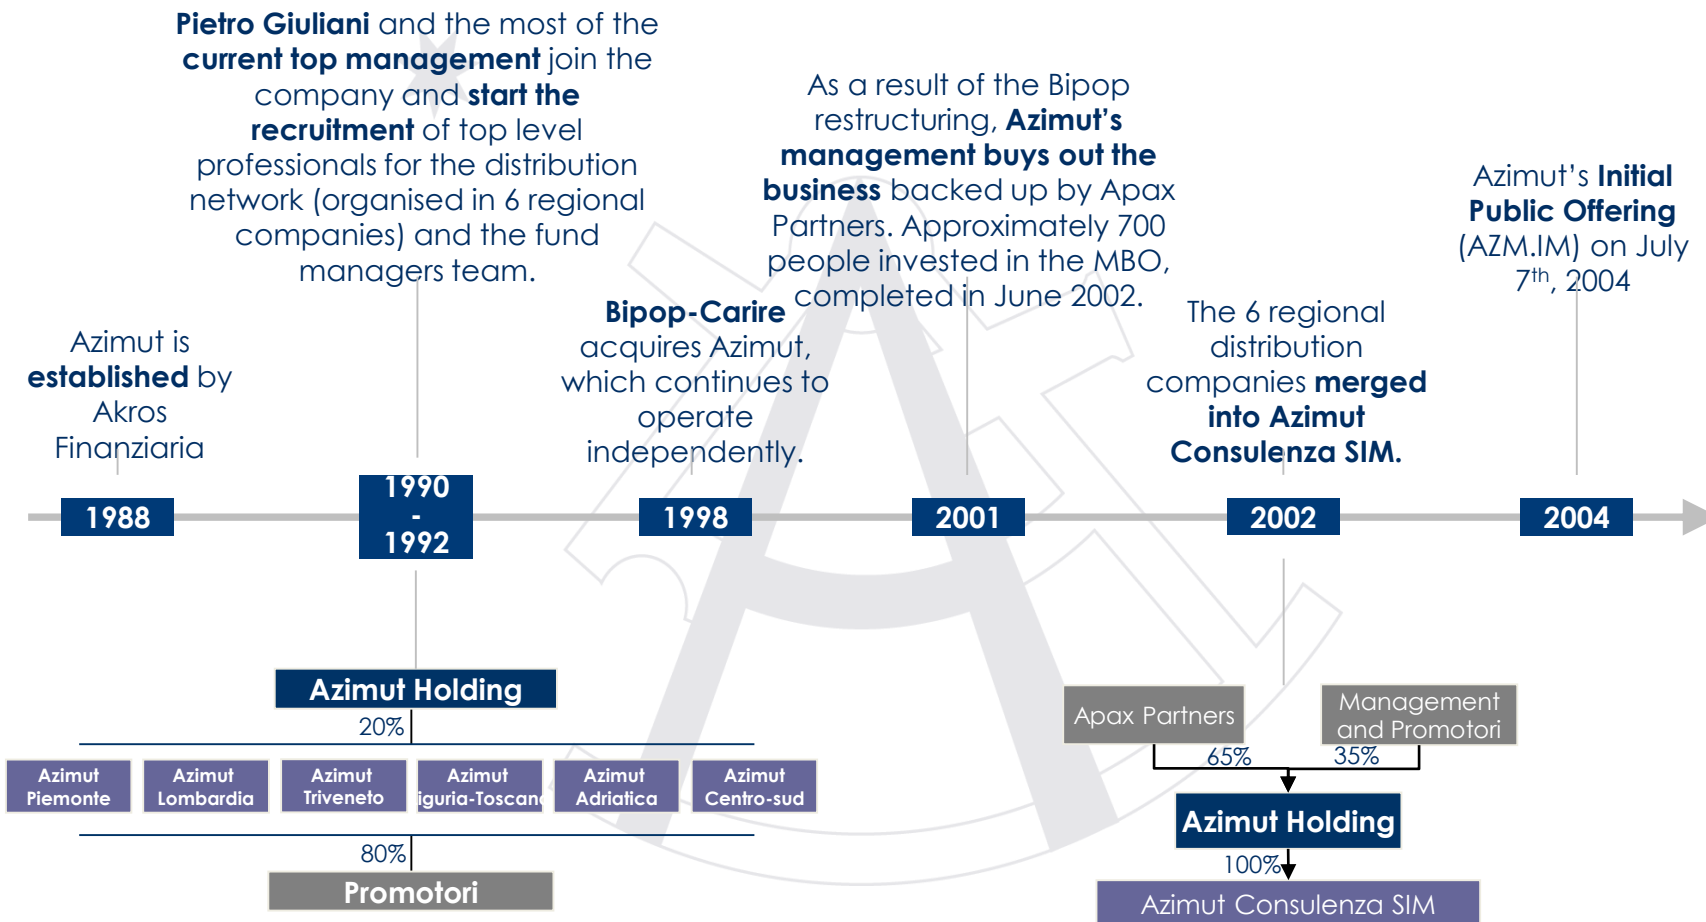 Pietro Giuliani and the most of the
current top management join the
company and start the
recruitment of top level
professionals for the distribution
network (organised in 6 regional
companies) and the fund
managers team.
As a result of the Bipop
restructuring, Azimut's
management buys out the
business backed up by Apax
Partners. Approximately 700
people invested in the MBO,
completed in June 2002.
Azimut's Initial
Public Offering
(AZM.IM) on July
7th, 2004
Azimut is
established by
Akros
Finanziaria
Bipop-Carire
acquires Azimut,
which continues to
operate
independently.
The 6 regional
distribution
companies merged
into Azimut
Consulenza SIM.
1988
1990
-
1992
1998
2001
2002
2004
Azimut Holding
20%
Azimut
Piemonte
Azimut
Lombardia
Azimut
Triveneto
Azimut
iguria-Toscan
Azimut
Adriatica
Azimut
Centro-sud
80%
Promotori
Apax Partners
Management
and Promotori
65%
35%
Azimut Holding
100%
Azimut Consulenza SIM